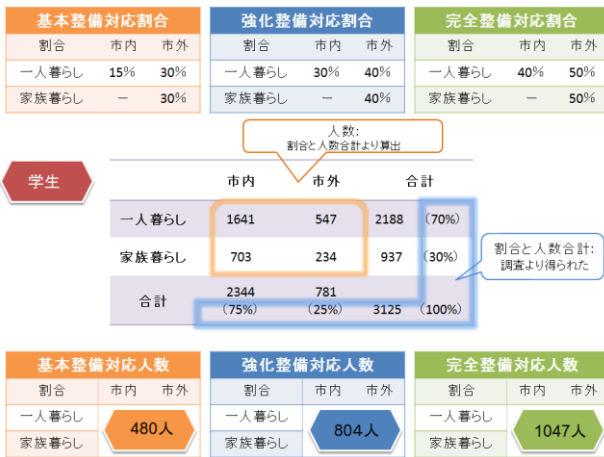 基本整備対応割合
割合 市内 市外
一人暮らし 15% 30%
家族暮らし － 30%
強化整備対応割合
割合 市内 市外
一人暮らし 30% 40%
家族暮らし － 40%
完全整備対応割合
割合 市内 市外
一人暮らし 40% 50%
家族暮らし － 50%
人数:
割合と人数合計より算出
学生
市内 市外 合計
一人暮らし 1641 547 2188 (70%)
家族暮らし 703 234 937 (30%)
合計 2344 781 3125 (100%)
(75%) (25%)
割合と人数合計:
調査より得られた
基本整備対応人数
割合 市内 市外
一人暮らし
家族暮らし
480人
強化整備対応人数
割合 市内 市外
一人暮らし
家族暮らし
804人
完全整備対応人数
割合 市内 市外
一人暮らし
家族暮らし
1047人